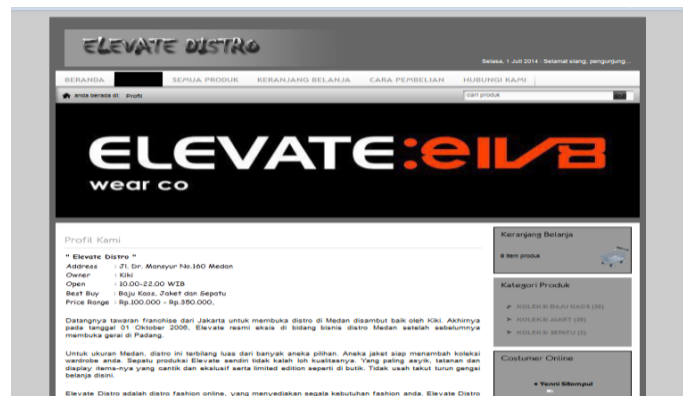 ELEVATE DISTRO
Selasa, 1 Juli 2014 - Selamat siang, pengunjung...
BERANDA SEMUA PRODUK KERANJANG BELANJA CARA PEMBELIAN HUBUNGI KAMI
anda berada di: Profil
cari produk
ELEVATE:
wear co
Profil Kami
" Elevate Distro "
Address : Jl. Dr. Mansyur No.160 Medan
Owner : Kiki
Open : 10.00-22.00 WIB
Best Buy : Baju Kaos, Jaket dan Sepatu
Price Range : Rp.100.000 - Rp.350.000,
Datangnya tawaran franchise dari Jakarta untuk membuka distro di Medan disambut baik oleh Kiki. Akhirnya
pada tanggal 01 Oktober 2006, Elevate resmi eksis di bidang bisnis distro Medan setelah sebelumnya
membuka gerai di Padang.
Untuk ukuran Medan, distro ini terbilang luas dari banyak aneka pilihan. Aneka jaket siap menambah koleksi
wardrobe anda. Sepatu produksi Elevate sendiri tidak kalah loh kualitasnya. Yang paling asyik, tatanan dan
display items-nya yang cantik dan ekslusif serta limited edition seperti di butik. Tidak usah takut turun gengsi
belanja disini.
Elevate Distro adalah distro fashion online, yang menyediakan segala kebutuhan fashion anda. Elevate Distro
Keranjang Belanja
0 item produk
Kategori Produk
KOLEKSI BAJU KAOS
KOLEKSI JAKET
KOLEKSI SEPATU
Costumer Online
• Yenni Sitompul